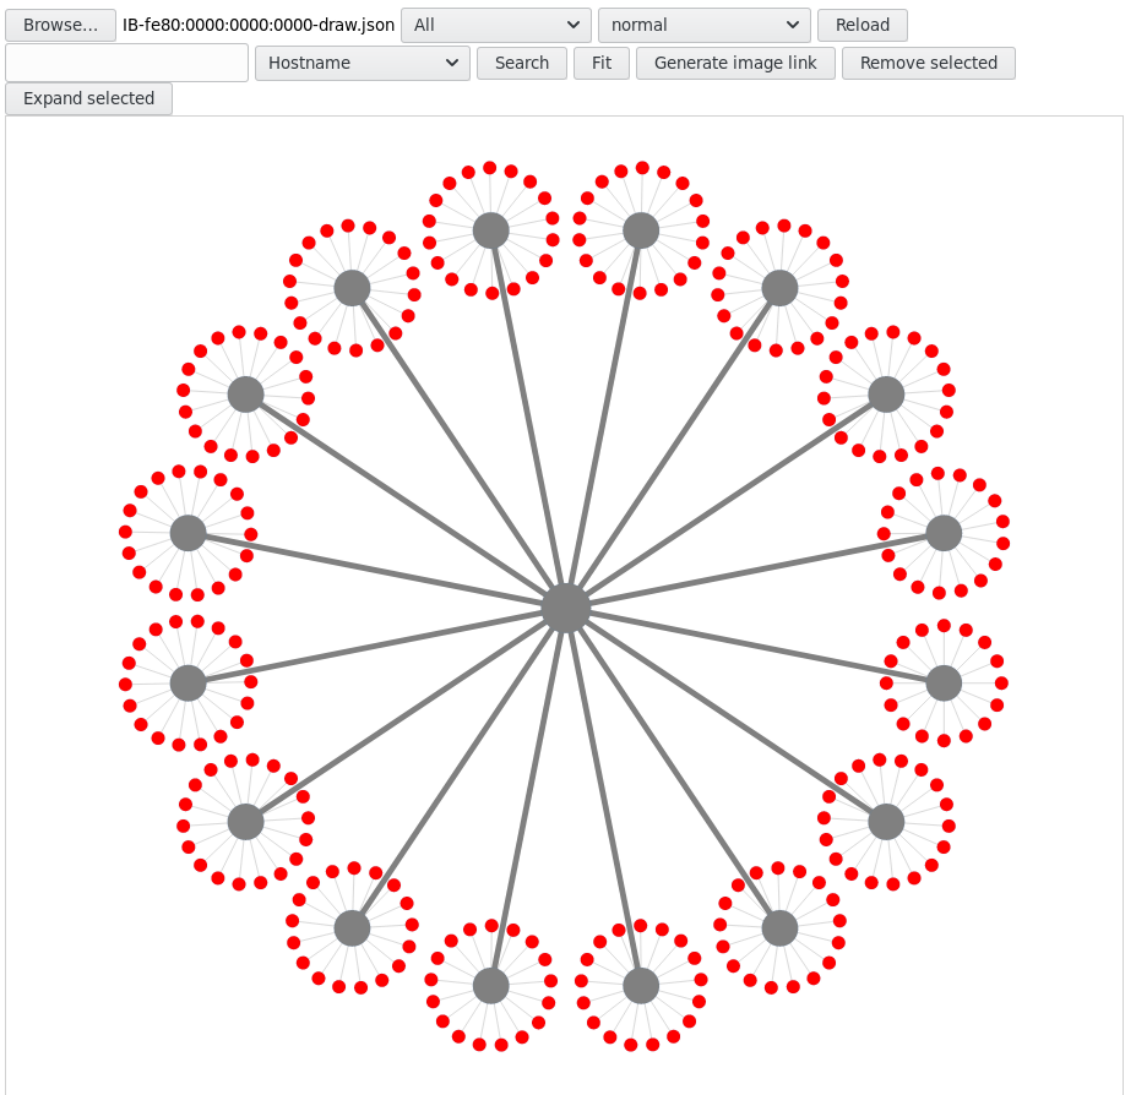 Browse... IB-fe80:0000:0000:0000-draw.json All normal Reload
Hostname Search Fit Generate image link Remove selected
Expand selected